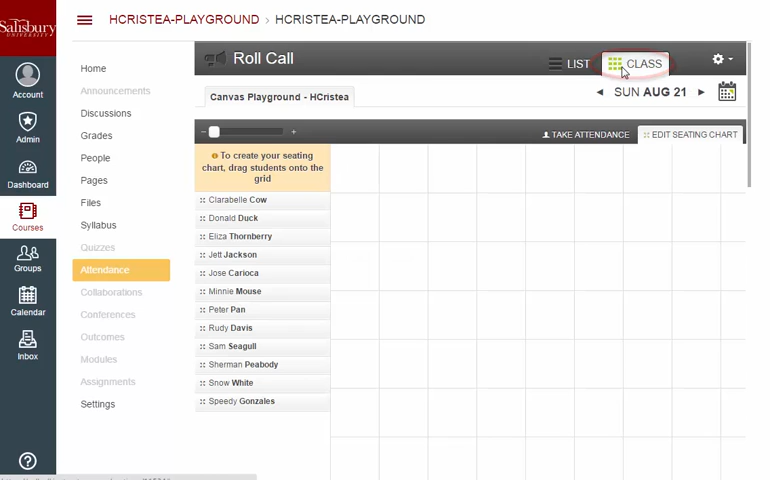 Salisbury
UNIVERSITY
HCRISTEA-PLAYGROUND › HCRISTEA-PLAYGROUND
Account
Admin
Dashboard
Courses
Groups
Calendar
Inbox
Home
Announcements
Discussions
Grades
People
Pages
Files
Syllabus
Quizzes
Attendance
Collaborations
Conferences
Outcomes
Modules
Assignments
Settings
Roll Call
LIST
CLASS
Canvas Playground - HCristea
SUN AUG 21
− +
TAKE ATTENDANCE
EDIT SEATING CHART
To create your seating
chart, drag students onto the
grid
Clarabelle Cow
Donald Duck
Eliza Thornberry
Jett Jackson
Jose Carioca
Minnie Mouse
Peter Pan
Rudy Davis
Sam Seagull
Sherman Peabody
Snow White
Speedy Gonzales